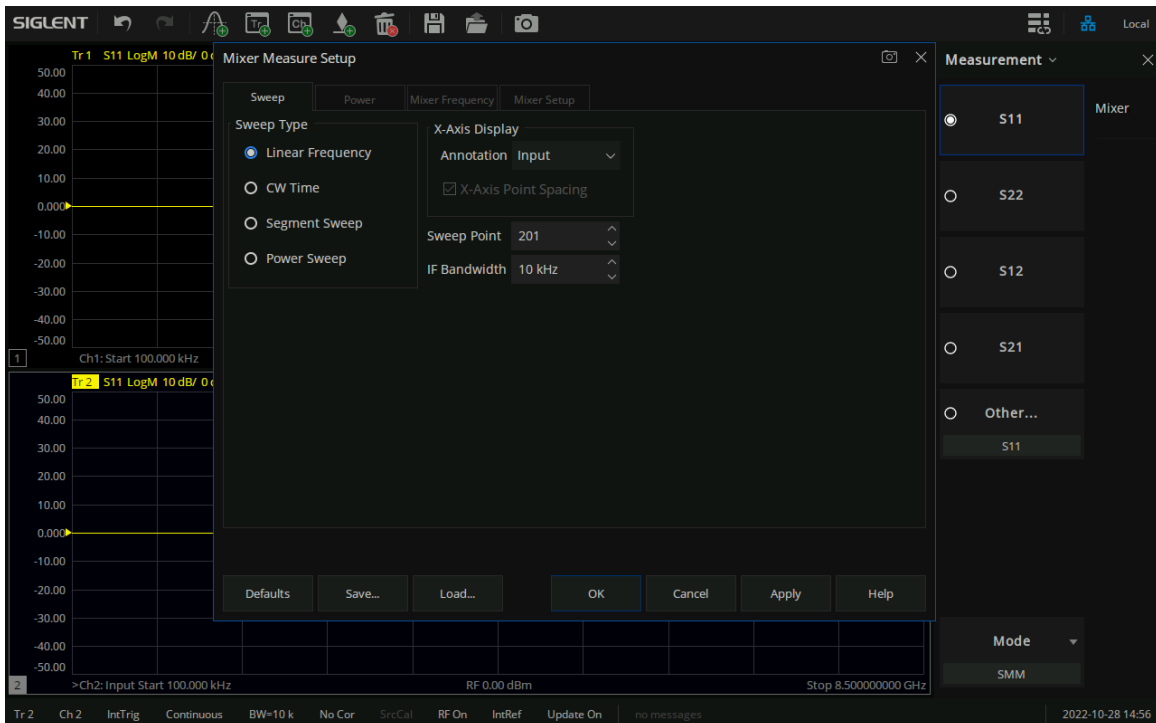 SIGLENT
Tr Ch Local
Tr 1 S11 LogM 10 dB/ 0
50.00
40.00
30.00
20.00
10.00
0.000
-10.00
-20.00
-30.00
-40.00
-50.00
1 Ch1: Start 100.000 kHz
Tr 2 S11 LogM 10 dB/ 0
50.00
40.00
30.00
20.00
10.00
0.000
-10.00
-20.00
-30.00
-40.00
-50.00
2 >Ch2: Input Start 100.000 kHz RF 0.00 dBm Stop 8.500000000 GHz
Mixer Measure Setup
Sweep Power Mixer Frequency Mixer Setup
Sweep Type
Linear Frequency
CW Time
Segment Sweep
Power Sweep
X-Axis Display
Annotation Input
X-Axis Point Spacing
Sweep Point 201
IF Bandwidth 10 kHz
Defaults Save... Load... OK Cancel Apply Help
Measurement
S11
S22
S12
S21
Other...
S11
Mode
SMM
Mixer
Tr 2 Ch 2 IntTrig Continuous BW=10 k No Cor SrcCal RF On IntRef Update On no messages 2022-10-28 14:56